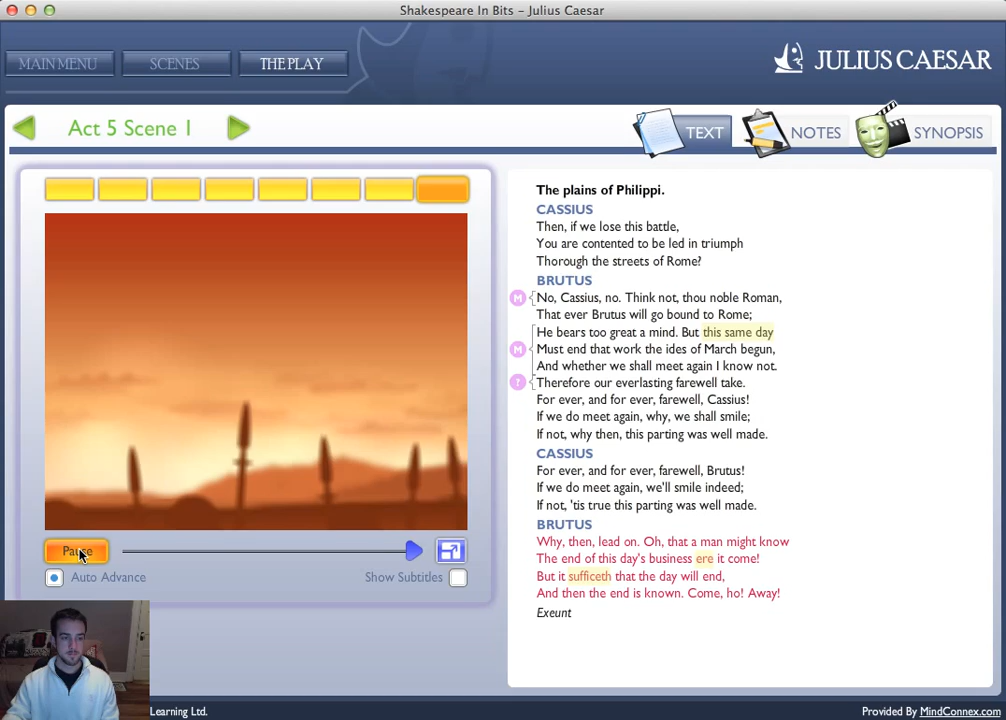 Shakespeare In Bits - Julius Caesar
MAIN MENU
SCENES
THE PLAY
JULIUS CAESAR
Act 5 Scene 1
TEXT
NOTES
SYNOPSIS
The plains of Philippi.
CASSIUS
Then, if we lose this battle,
You are contented to be led in triumph
Thorough the streets of Rome?
BRUTUS
M
No, Cassius, no. Think not, thou noble Roman,
That ever Brutus will go bound to Rome;
He bears too great a mind. But this same day
M
Must end that work the ides of March begun,
And whether we shall meet again I know not.
?
Therefore our everlasting farewell take.
For ever, and for ever, farewell, Cassius!
If we do meet again, why, we shall smile;
If not, why then, this parting was well made.
CASSIUS
For ever, and for ever, farewell, Brutus!
If we do meet again, we'll smile indeed;
If not, 'tis true this parting was well made.
BRUTUS
Why, then, lead on. Oh, that a man might know
The end of this day's business ere it come!
But it sufficeth that the day will end,
And then the end is known. Come, ho! Away!
Exeunt
Pause
Auto Advance
Show Subtitles
Learning Ltd.
Provided By MindConnex.com